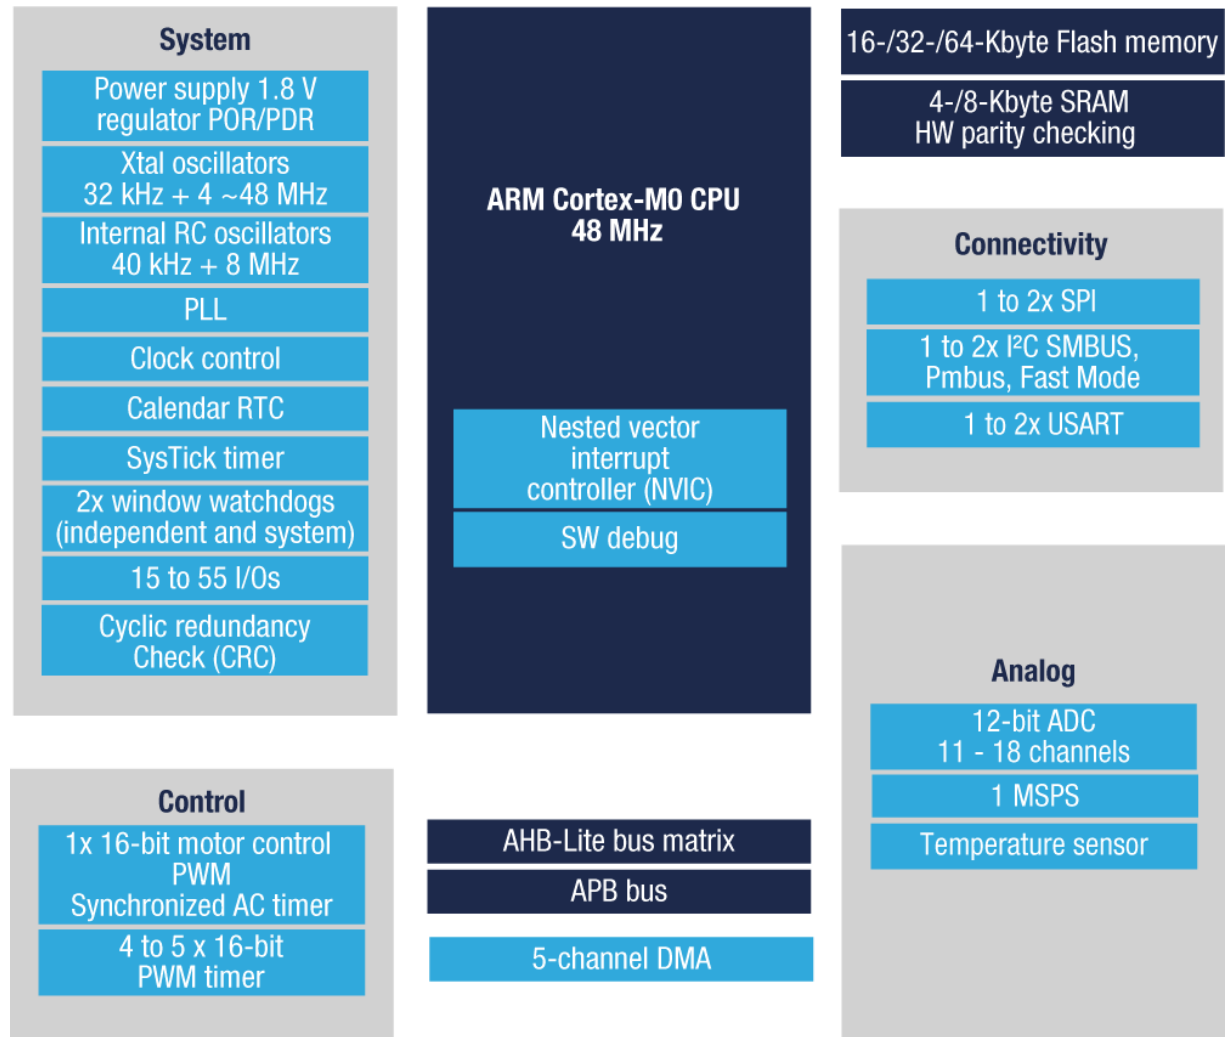 System
Power supply 1.8 V
regulator POR/PDR
Xtal oscillators
32 kHz + 4 ~48 MHz
Internal RC oscillators
40 kHz + 8 MHz
PLL
Clock control
Calendar RTC
SysTick timer
2x window watchdogs
(independent and system)
15 to 55 I/Os
Cyclic redundancy
Check (CRC)
Control
1x 16-bit motor control
PWM
Synchronized AC timer
4 to 5 x 16-bit
PWM timer
ARM Cortex-M0 CPU
48 MHz
Nested vector
interrupt
controller (NVIC)
SW debug
AHB-Lite bus matrix
APB bus
5-channel DMA
16-/32-/64-Kbyte Flash memory
4-/8-Kbyte SRAM
HW parity checking
Connectivity
1 to 2x SPI
1 to 2x I²C SMBUS,
Pmbus, Fast Mode
1 to 2x USART
Analog
12-bit ADC
11 - 18 channels
1 MSPS
Temperature sensor